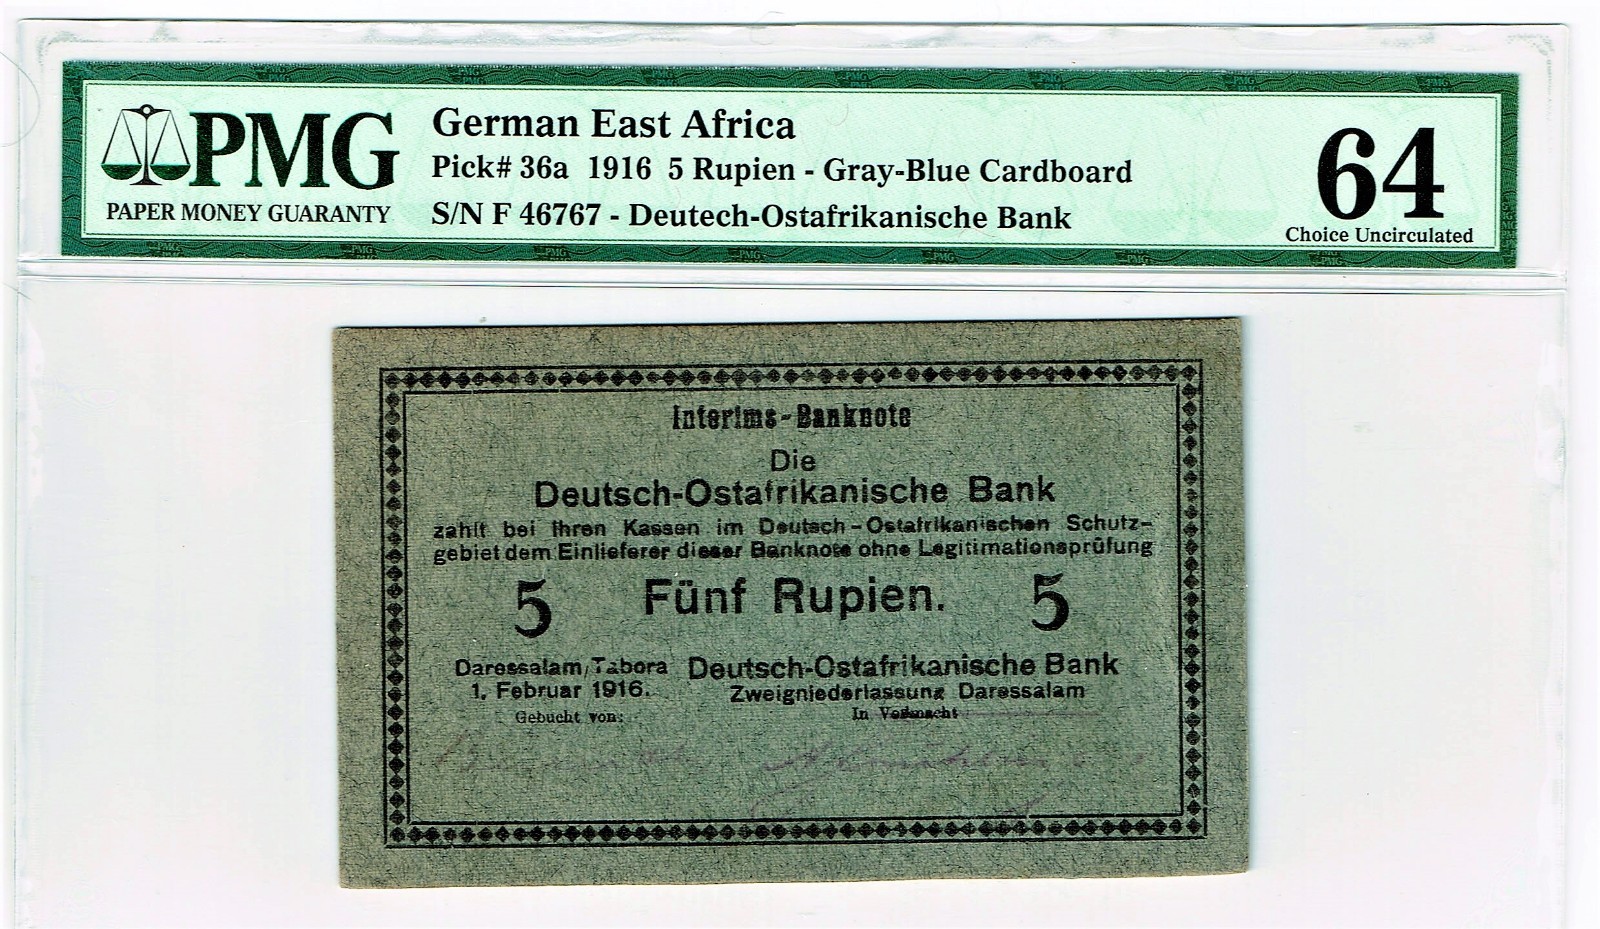 PMG
PAPER MONEY GUARANTY
German East Africa
Pick# 36a 1916 5 Rupien - Gray-Blue Cardboard
S/N F 46767 - Deutech-Ostafrikanische Bank
64
Choice Uncirculated
Interims-Banknote
Die
Deutsch-Ostafrikanische Bank
zahlt bei Ihren Kassen im Deutsch-Ostafrikanischen Schutz-
gebiet dem Einlieferer dieser Banknote ohne Legitimationsprüfung
5 Fünf Rupien. 5
Daressalam/Tabora
1. Februar 1916.
Gebucht von:
Deutsch-Ostafrikanische Bank
Zweigniederlassung Daressalam
In Vollmacht